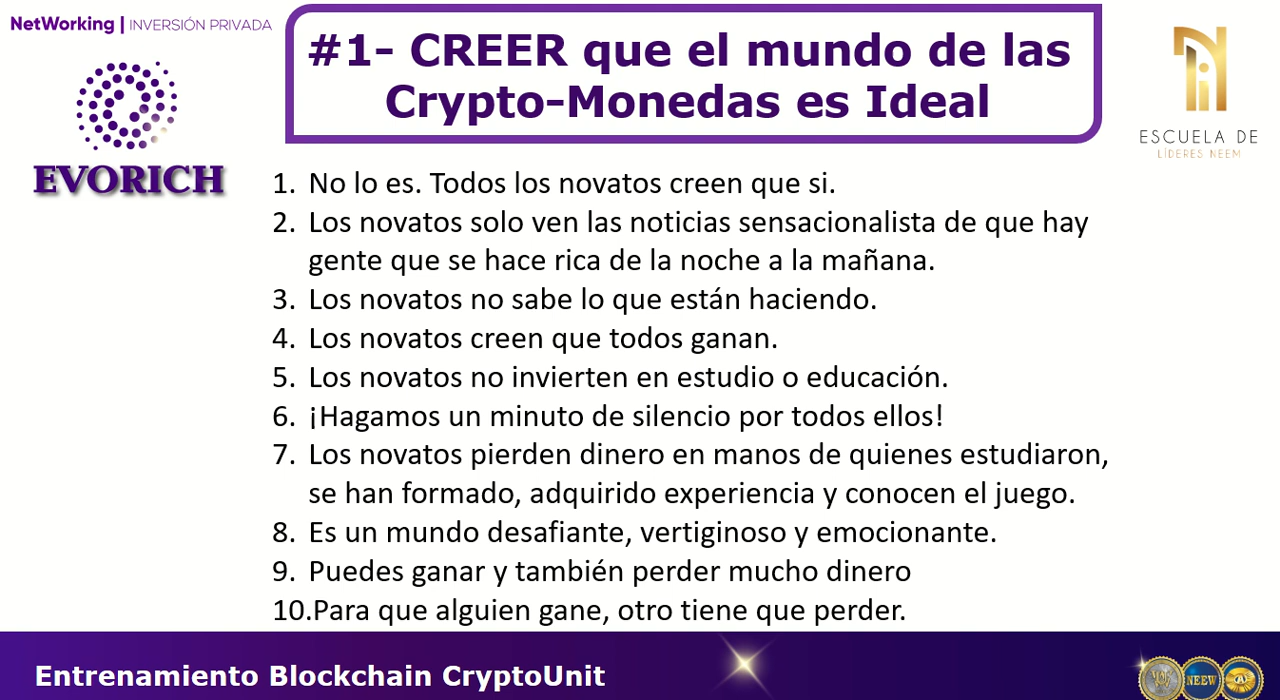 NetWorking | INVERSIÓN PRIVADA
EVORICH
#1- CREER que el mundo de las
Crypto-Monedas es Ideal
ESCUELA DE
LÍDERES NEEM
1. No lo es. Todos los novatos creen que si.
2. Los novatos solo ven las noticias sensacionalista de que hay
gente que se hace rica de la noche a la mañana.
3. Los novatos no sabe lo que están haciendo.
4. Los novatos creen que todos ganan.
5. Los novatos no invierten en estudio o educación.
6. ¡Hagamos un minuto de silencio por todos ellos!
7. Los novatos pierden dinero en manos de quienes estudiaron,
se han formado, adquirido experiencia y conocen el juego.
8. Es un mundo desafiante, vertiginoso y emocionante.
9. Puedes ganar y también perder mucho dinero
10.Para que alguien gane, otro tiene que perder.
Entrenamiento Blockchain CryptoUnit
NEEW